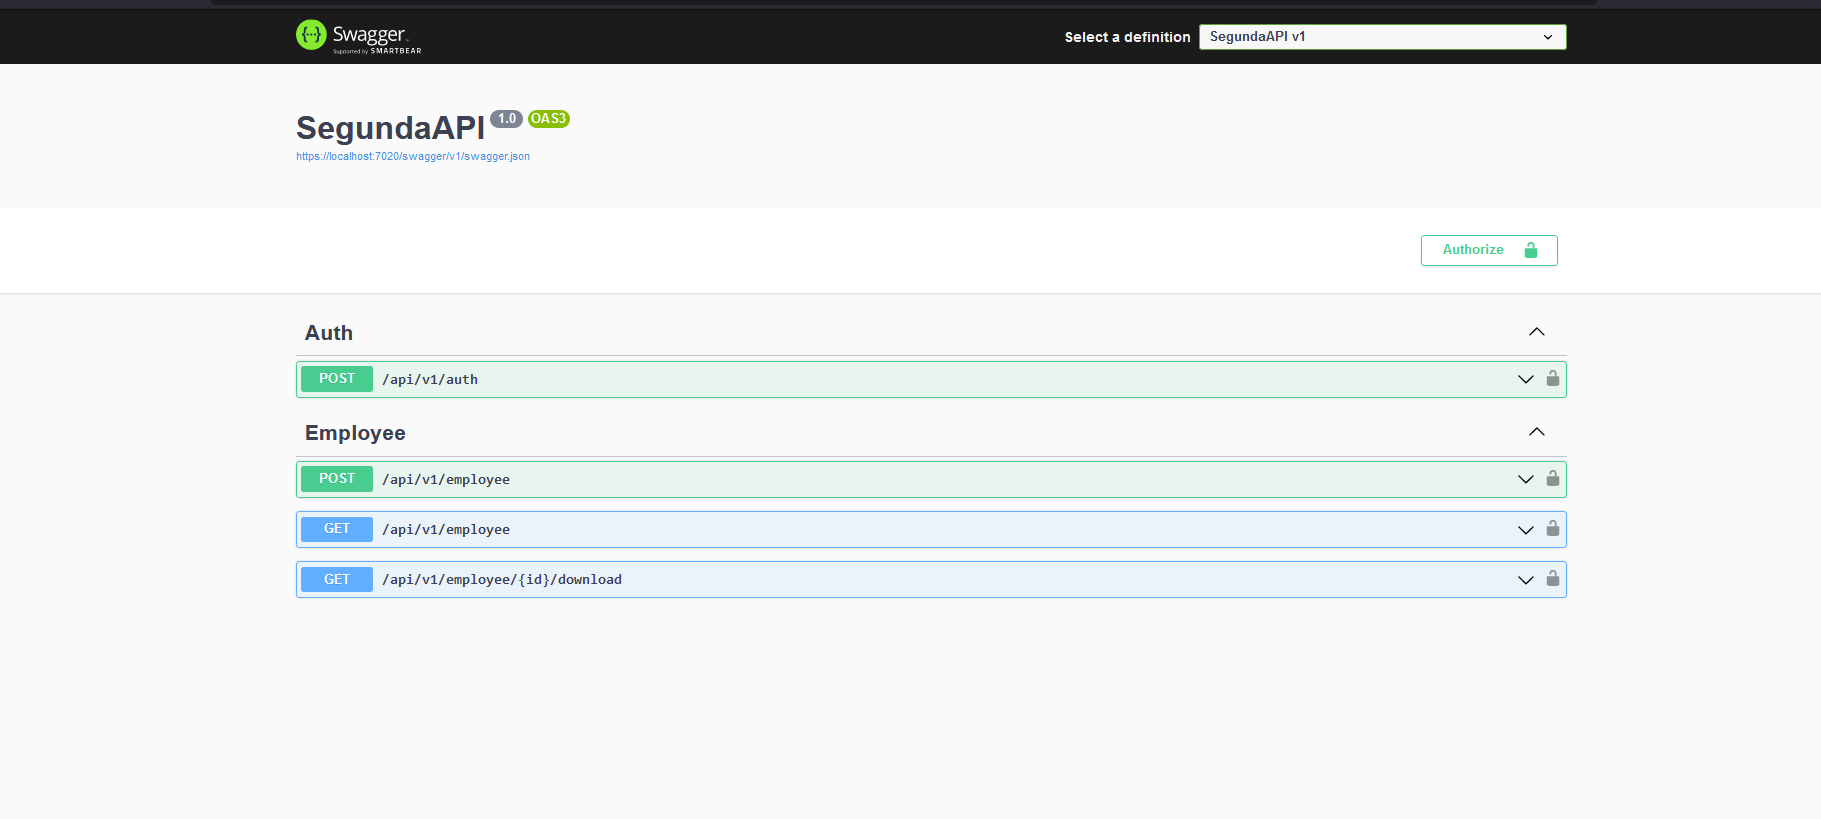 Swagger
Supported by SMARTBEAR
Select a definition
SegundaAPI v1
SegundaAPI 1.0 OAS3
https://localhost:7020/swagger/v1/swagger.json
Authorize
Auth
POST /api/v1/auth
Employee
POST /api/v1/employee
GET /api/v1/employee
GET /api/v1/employee/{id}/download